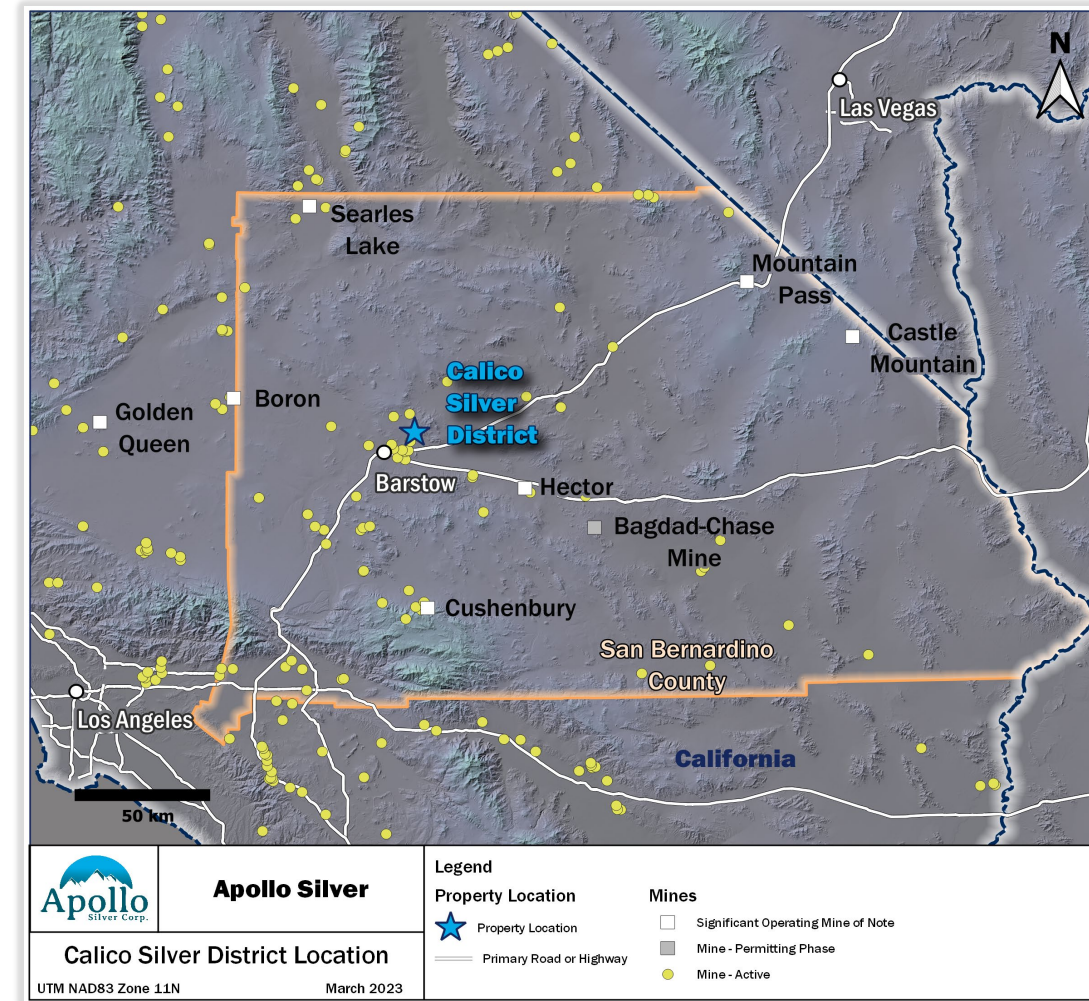 N
Las Vegas
Searles
Lake
Mountain
Pass
Castle
Mountain
Calico
Silver
District
Boron
Golden
Queen
Barstow
Hector
Bagdad-Chase
Mine
Cushenbury
San Bernardino
County
Los Angeles
California
50 km
Apollo
Silver Corp.
Apollo Silver
Calico Silver District Location
UTM NAD83 Zone 11N
March 2023
Legend
Property Location
Property Location
Primary Road or Highway
Mines
Significant Operating Mine of Note
Mine - Permitting Phase
Mine - Active